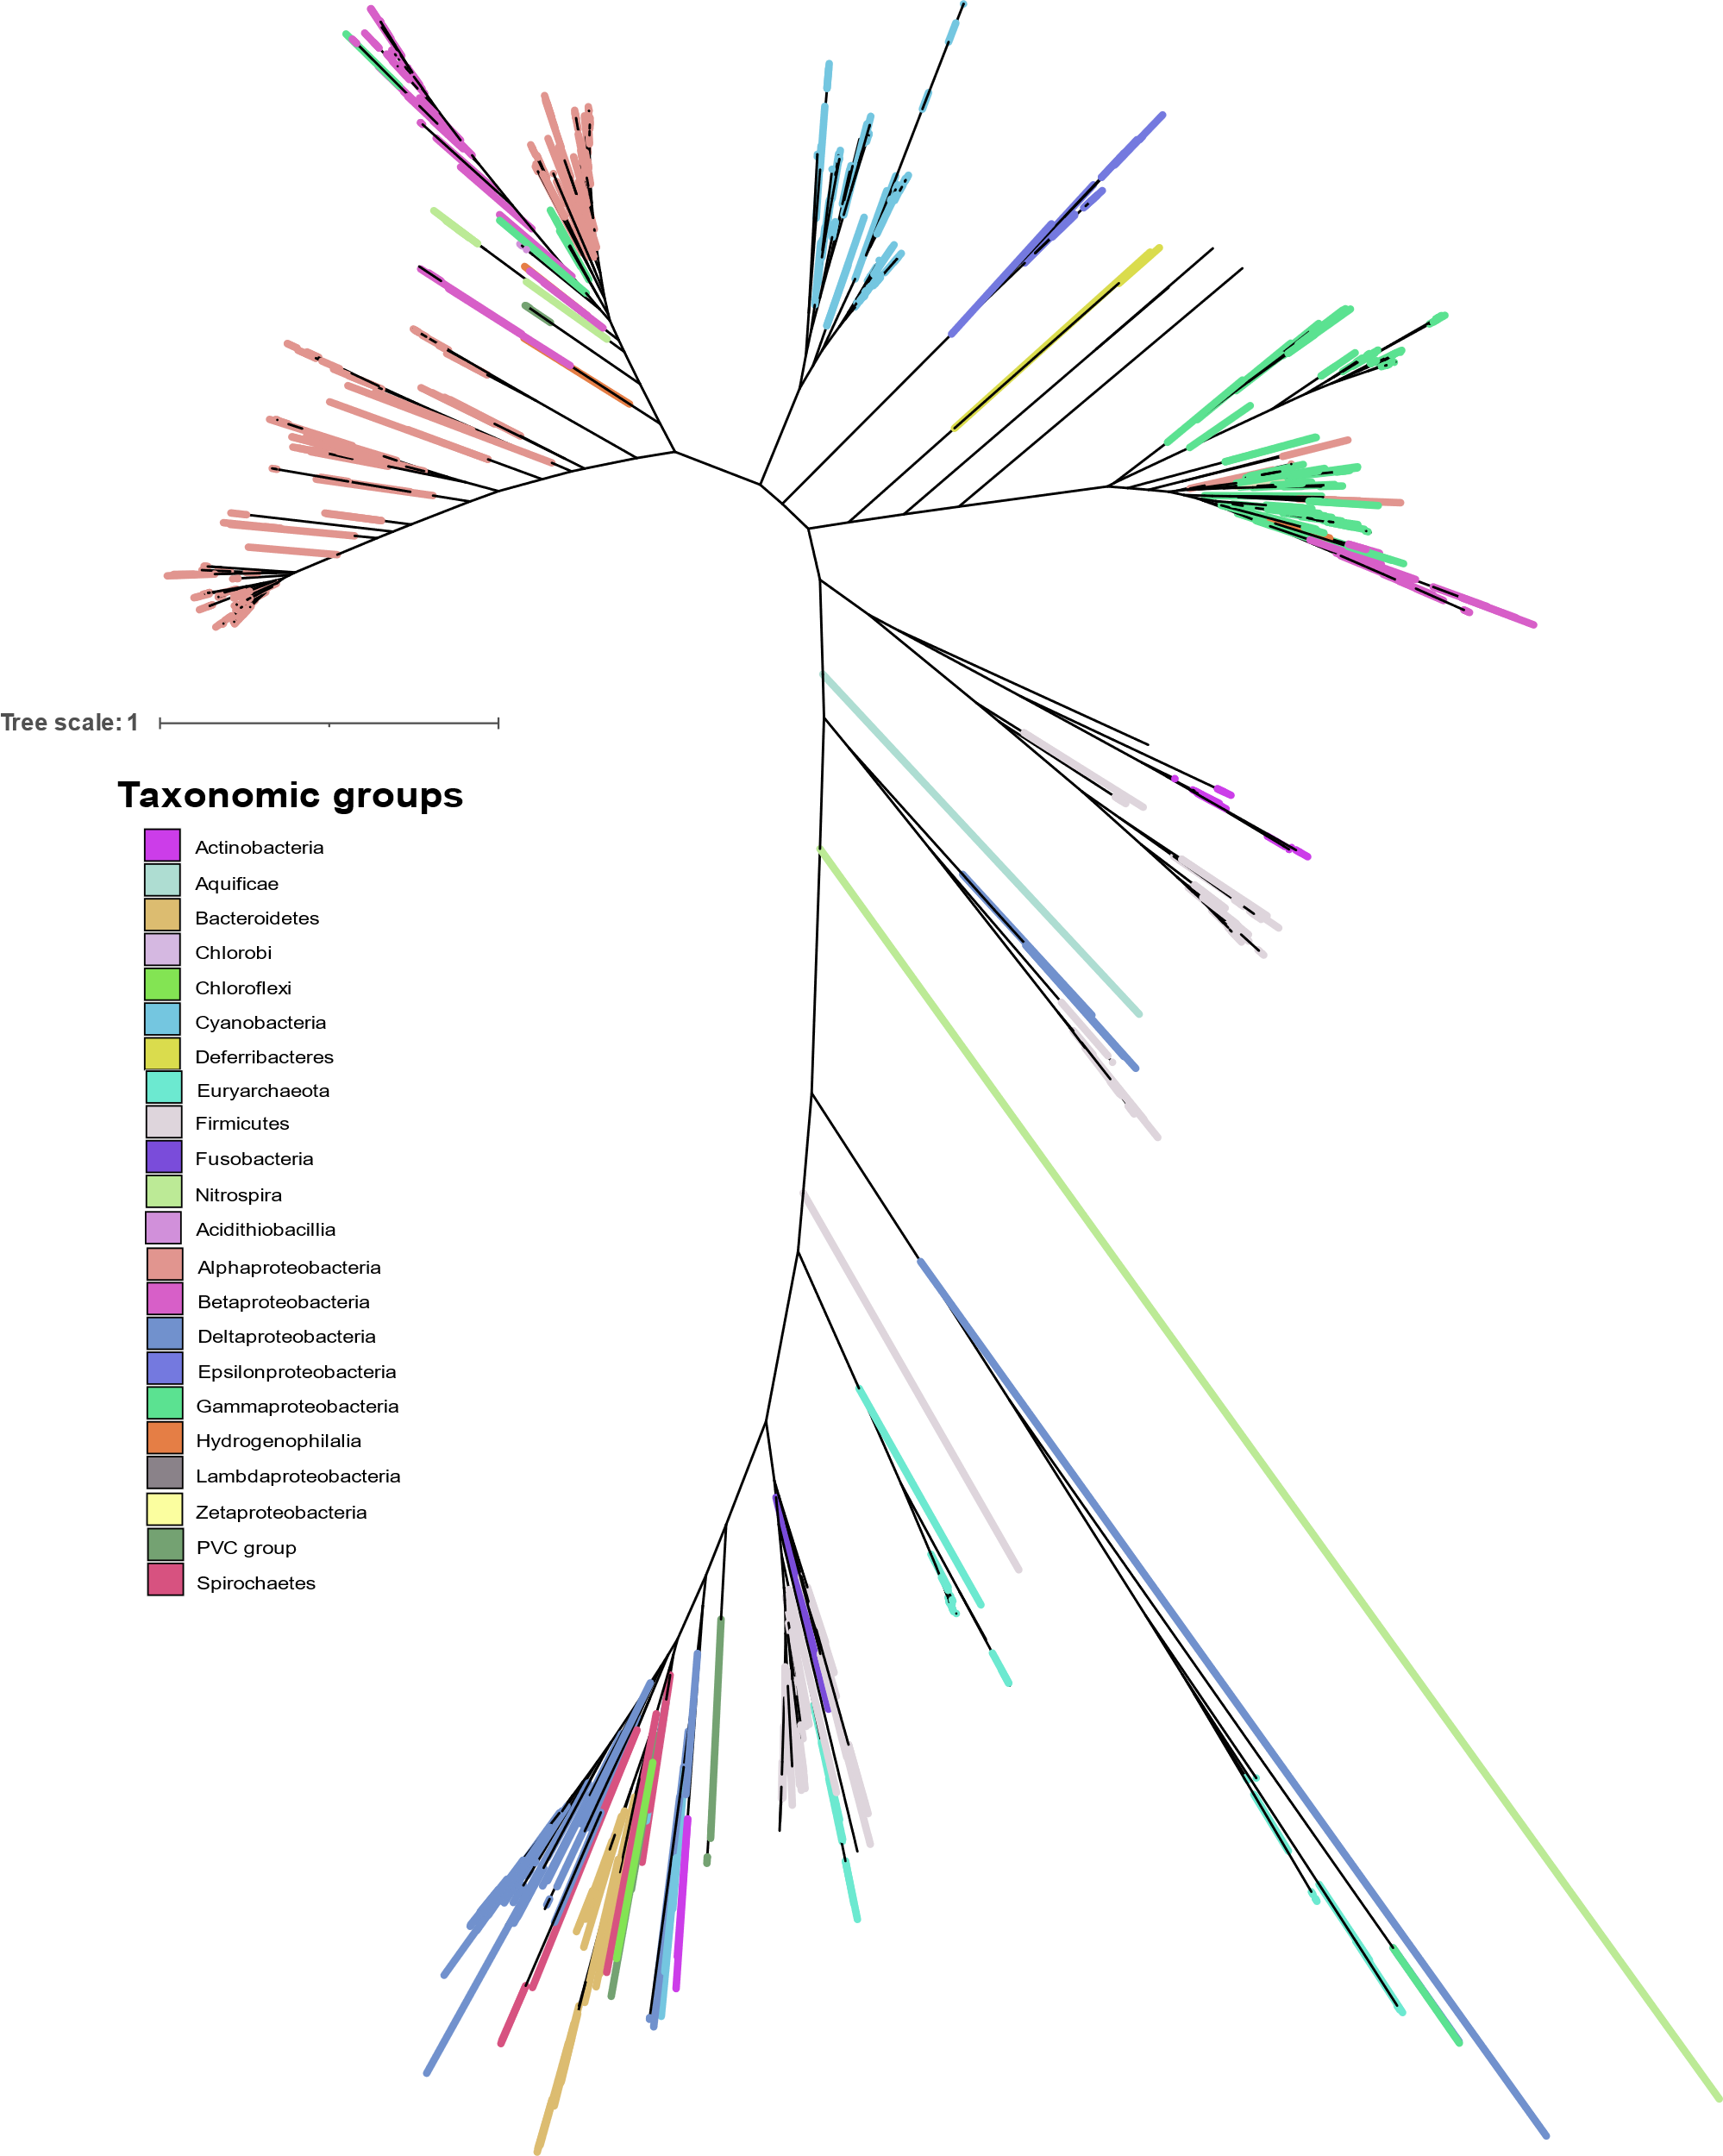 Tree scale: 1
Taxonomic groups
Actinobacteria
Aquificae
Bacteroidetes
Chlorobi
Chloroflexi
Cyanobacteria
Deferribacteres
Euryarchaeota
Firmicutes
Fusobacteria
Nitrospira
Acidithiobacillia
Alphaproteobacteria
Betaproteobacteria
Deltaproteobacteria
Epsilonproteobacteria
Gammaproteobacteria
Hydrogenophilalia
Lambdaproteobacteria
Zetaproteobacteria
PVC group
Spirochaetes